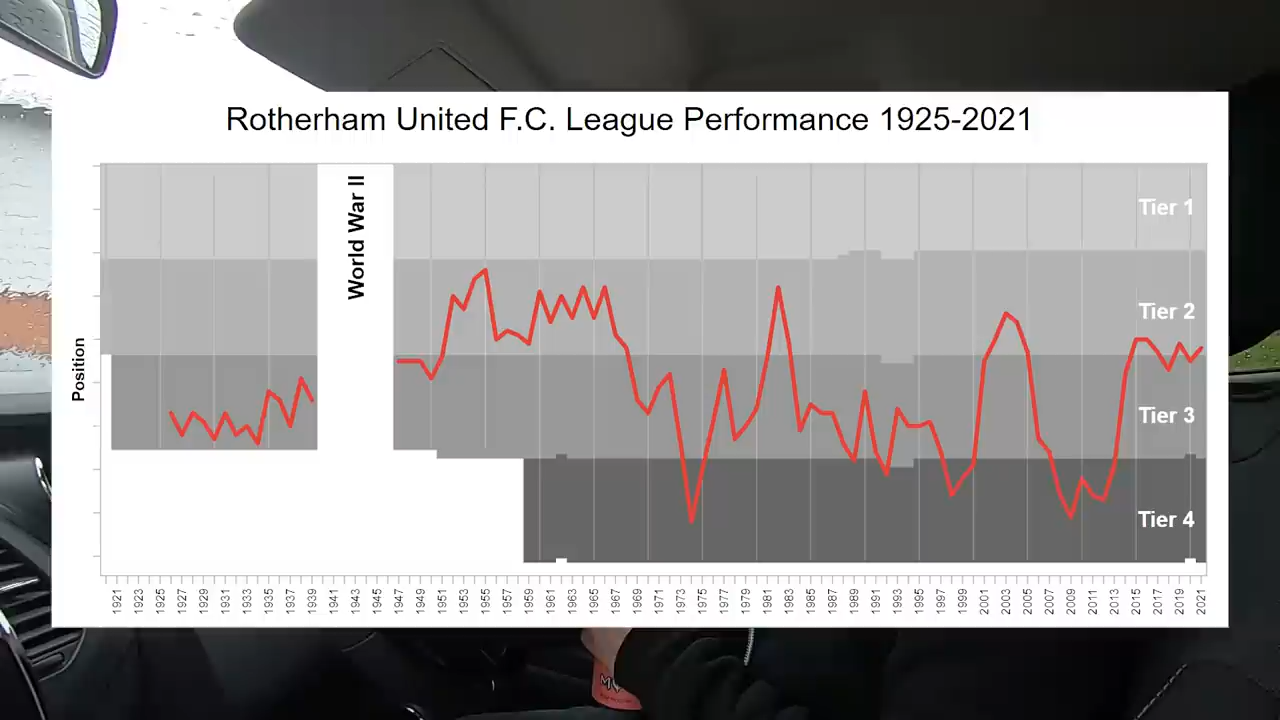 Rotherham United F.C. League Performance 1925-2021
World War II
Position
Tier 1
Tier 2
Tier 3
Tier 4
1921 1923 1925 1927 1929 1931 1933 1935 1937 1939 1941 1943 1945 1947 1949 1951 1953 1955 1957 1959 1961 1963 1965 1967 1969 1971 1973 1975 1977 1979 1981 1983 1985 1987 1989 1991 1993 1995 1997 1999 2001 2003 2005 2007 2009 2011 2013 2015 2017 2019 2021